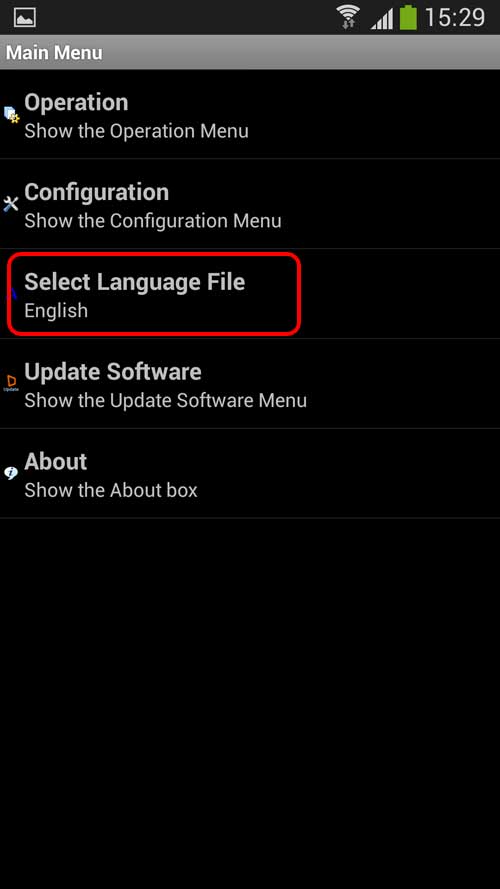 15:29
Main Menu
Operation
Show the Operation Menu
Configuration
Show the Configuration Menu
Select Language File
English
Update Software
Show the Update Software Menu
Update
About
Show the About box